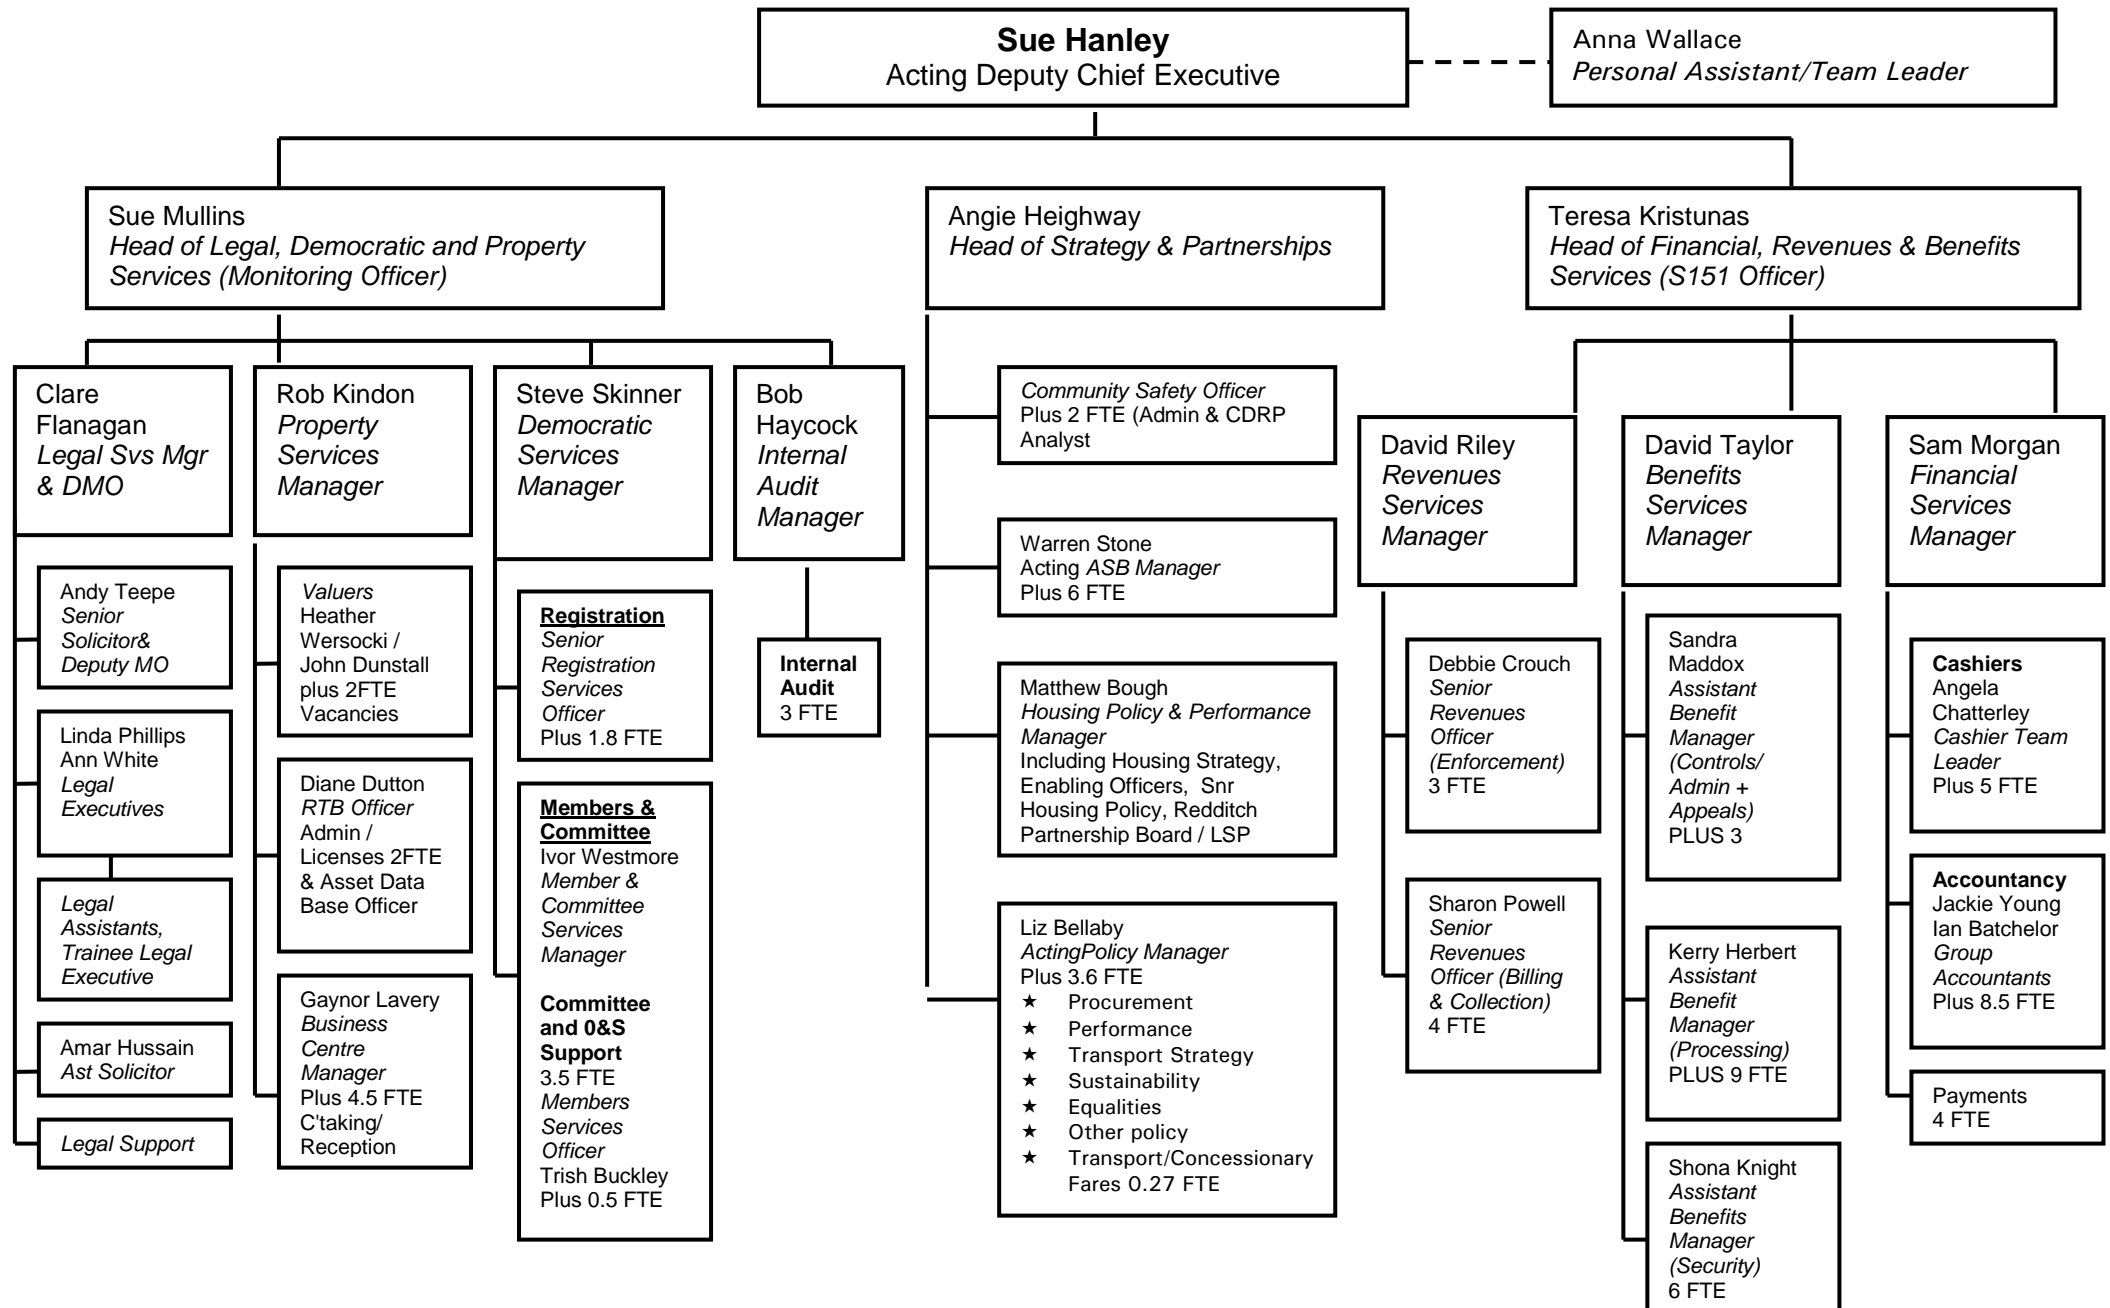 Sue Hanley
Acting Deputy Chief Executive
Anna Wallace
Personal Assistant/Team Leader
Sue Mullins
Head of Legal, Democratic and Property
Services (Monitoring Officer)
Angie Heighway
Head of Strategy & Partnerships
Teresa Kristunas
Head of Financial, Revenues & Benefits
Services (S151 Officer)
Clare
Flanagan
Legal Svs Mgr
& DMO
Rob Kindon
Property
Services
Manager
Steve Skinner
Democratic
Services
Manager
Bob
Haycock
Internal
Audit
Manager
Andy Teepe
Senior
Solicitor&
Deputy MO
Linda Phillips
Ann White
Legal
Executives
Legal
Assistants,
Trainee Legal
Executive
Amar Hussain
Ast Solicitor
Legal Support
Valuers
Heather
Wersocki /
John Dunstall
plus 2FTE
Vacancies
Diane Dutton
RTB Officer
Admin /
Licenses 2FTE
& Asset Data
Base Officer
Gaynor Lavery
Business
Centre
Manager
Plus 4.5 FTE
C'taking/
Reception
Registration
Senior
Registration
Services
Officer
Plus 1.8 FTE
Members &
Committee
Ivor Westmore
Member &
Committee
Services
Manager
Committee
and 0&S
Support
3.5 FTE
Members
Services
Officer
Trish Buckley
Plus 0.5 FTE
Internal
Audit
3 FTE
Community Safety Officer
Plus 2 FTE (Admin & CDRP
Analyst
Warren Stone
Acting ASB Manager
Plus 6 FTE
Matthew Bough
Housing Policy & Performance
Manager
Including Housing Strategy,
Enabling Officers, Snr
Housing Policy, Redditch
Partnership Board / LSP
Liz Bellaby
ActingPolicy Manager
Plus 3.6 FTE
★ Procurement
★ Performance
★ Transport Strategy
★ Sustainability
★ Equalities
★ Other policy
★ Transport/Concessionary
Fares 0.27 FTE
David Riley
Revenues
Services
Manager
David Taylor
Benefits
Services
Manager
Sam Morgan
Financial
Services
Manager
Debbie Crouch
Senior
Revenues
Officer
(Enforcement)
3 FTE
Sharon Powell
Senior
Revenues
Officer (Billing
& Collection)
4 FTE
Sandra
Maddox
Assistant
Benefit
Manager
(Controls/
Admin +
Appeals)
PLUS 3
Kerry Herbert
Assistant
Benefit
Manager
(Processing)
PLUS 9 FTE
Shona Knight
Assistant
Benefits
Manager
(Security)
6 FTE
Cashiers
Angela
Chatterley
Cashier Team
Leader
Plus 5 FTE
Accountancy
Jackie Young
Ian Batchelor
Group
Accountants
Plus 8.5 FTE
Payments
4 FTE